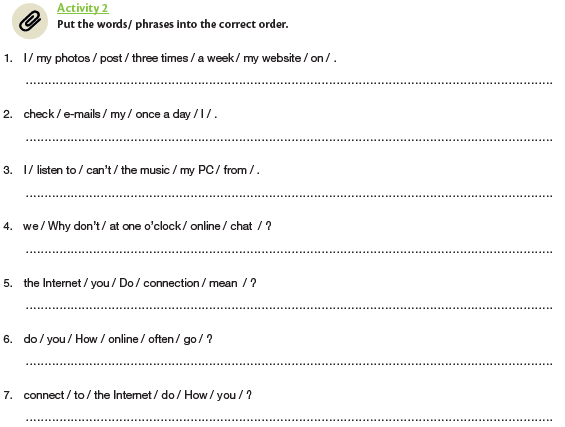 Activity 2
Put the words/ phrases into the correct order.
1. I / my photos / post / three times / a week / my website / on / .
2. check / e-mails / my / once a day / I / .
3. I / listen to / can't / the music / my PC / from / .
4. we / Why don't / at one o'clock / online / chat / ?
5. the Internet / you / Do / connection / mean / ?
6. do / you / How / online / often / go / ?
7. connect / to / the Internet / do / How / you / ?